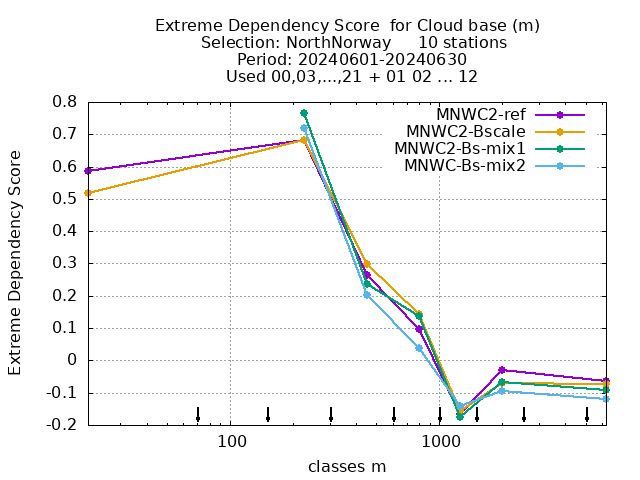 Extreme Dependency Score  for Cloud base (m)
Selection: NorthNorway     10 stations
Period: 20240601-20240630
Used 00,03,...,21 + 01 02 ... 12
MNWC2-ref
MNWC2-Bscale
MNWC2-Bs-mix1
MNWC-Bs-mix2
Extreme Dependency Score
0.8
0.7
0.6
0.5
0.4
0.3
0.2
0.1
0
-0.1
-0.2
100
1000
classes m